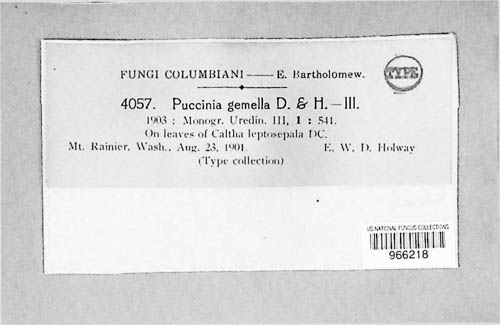 FUNGI COLUMBIANI — E. Bartholomew.
TYPE
4057. Puccinia gemella D. & H. — III.
1903 : Monogr. Uredin. III, 1 : 541.
On leaves of Caltha leptosepala DC.
Mt. Rainier, Wash., Aug. 23, 1901. E. W. D. Holway
(Type collection)
US NATIONAL FUNGUS COLLECTIONS
966218